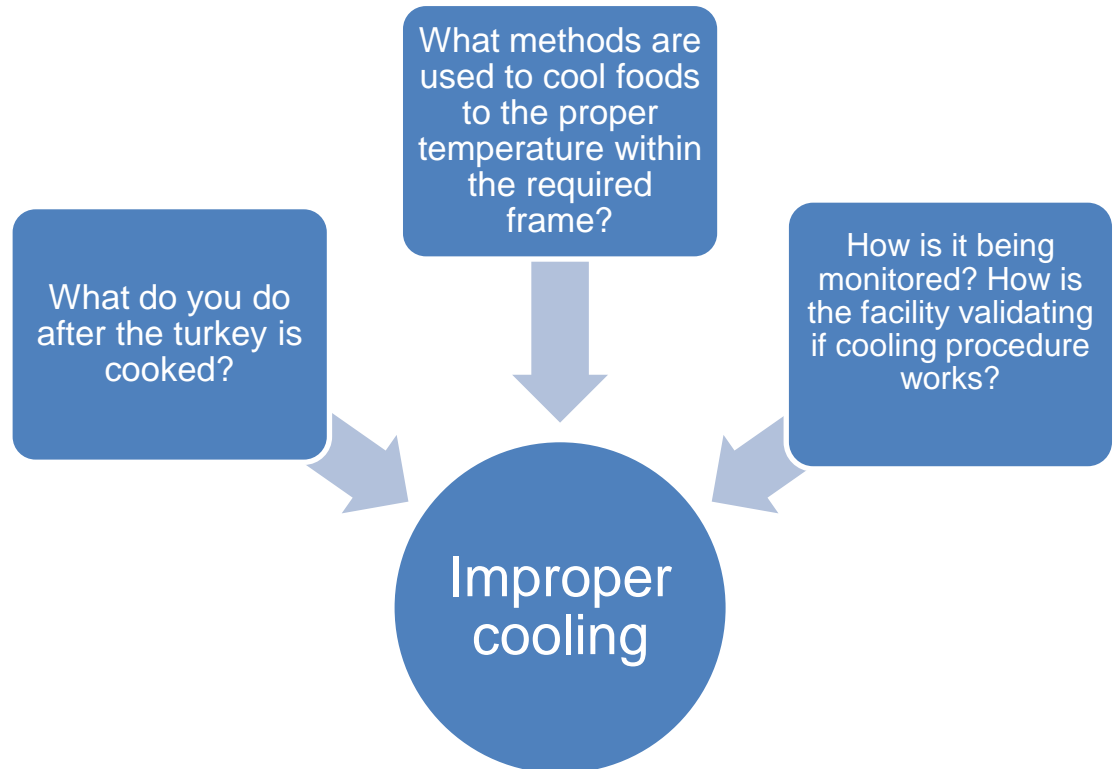 What methods are
used to cool foods
to the proper
temperature within
the required
frame?
What do you do
after the turkey is
cooked?
How is it being
monitored? How is
the facility validating
if cooling procedure
works?
Improper
cooling